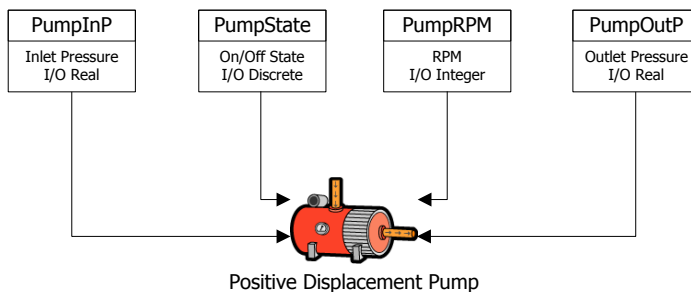 PumpInP
Inlet Pressure
I/O Real
PumpState
On/Off State
I/O Discrete
PumpRPM
RPM
I/O Integer
PumpOutP
Outlet Pressure
I/O Real
Positive Displacement Pump